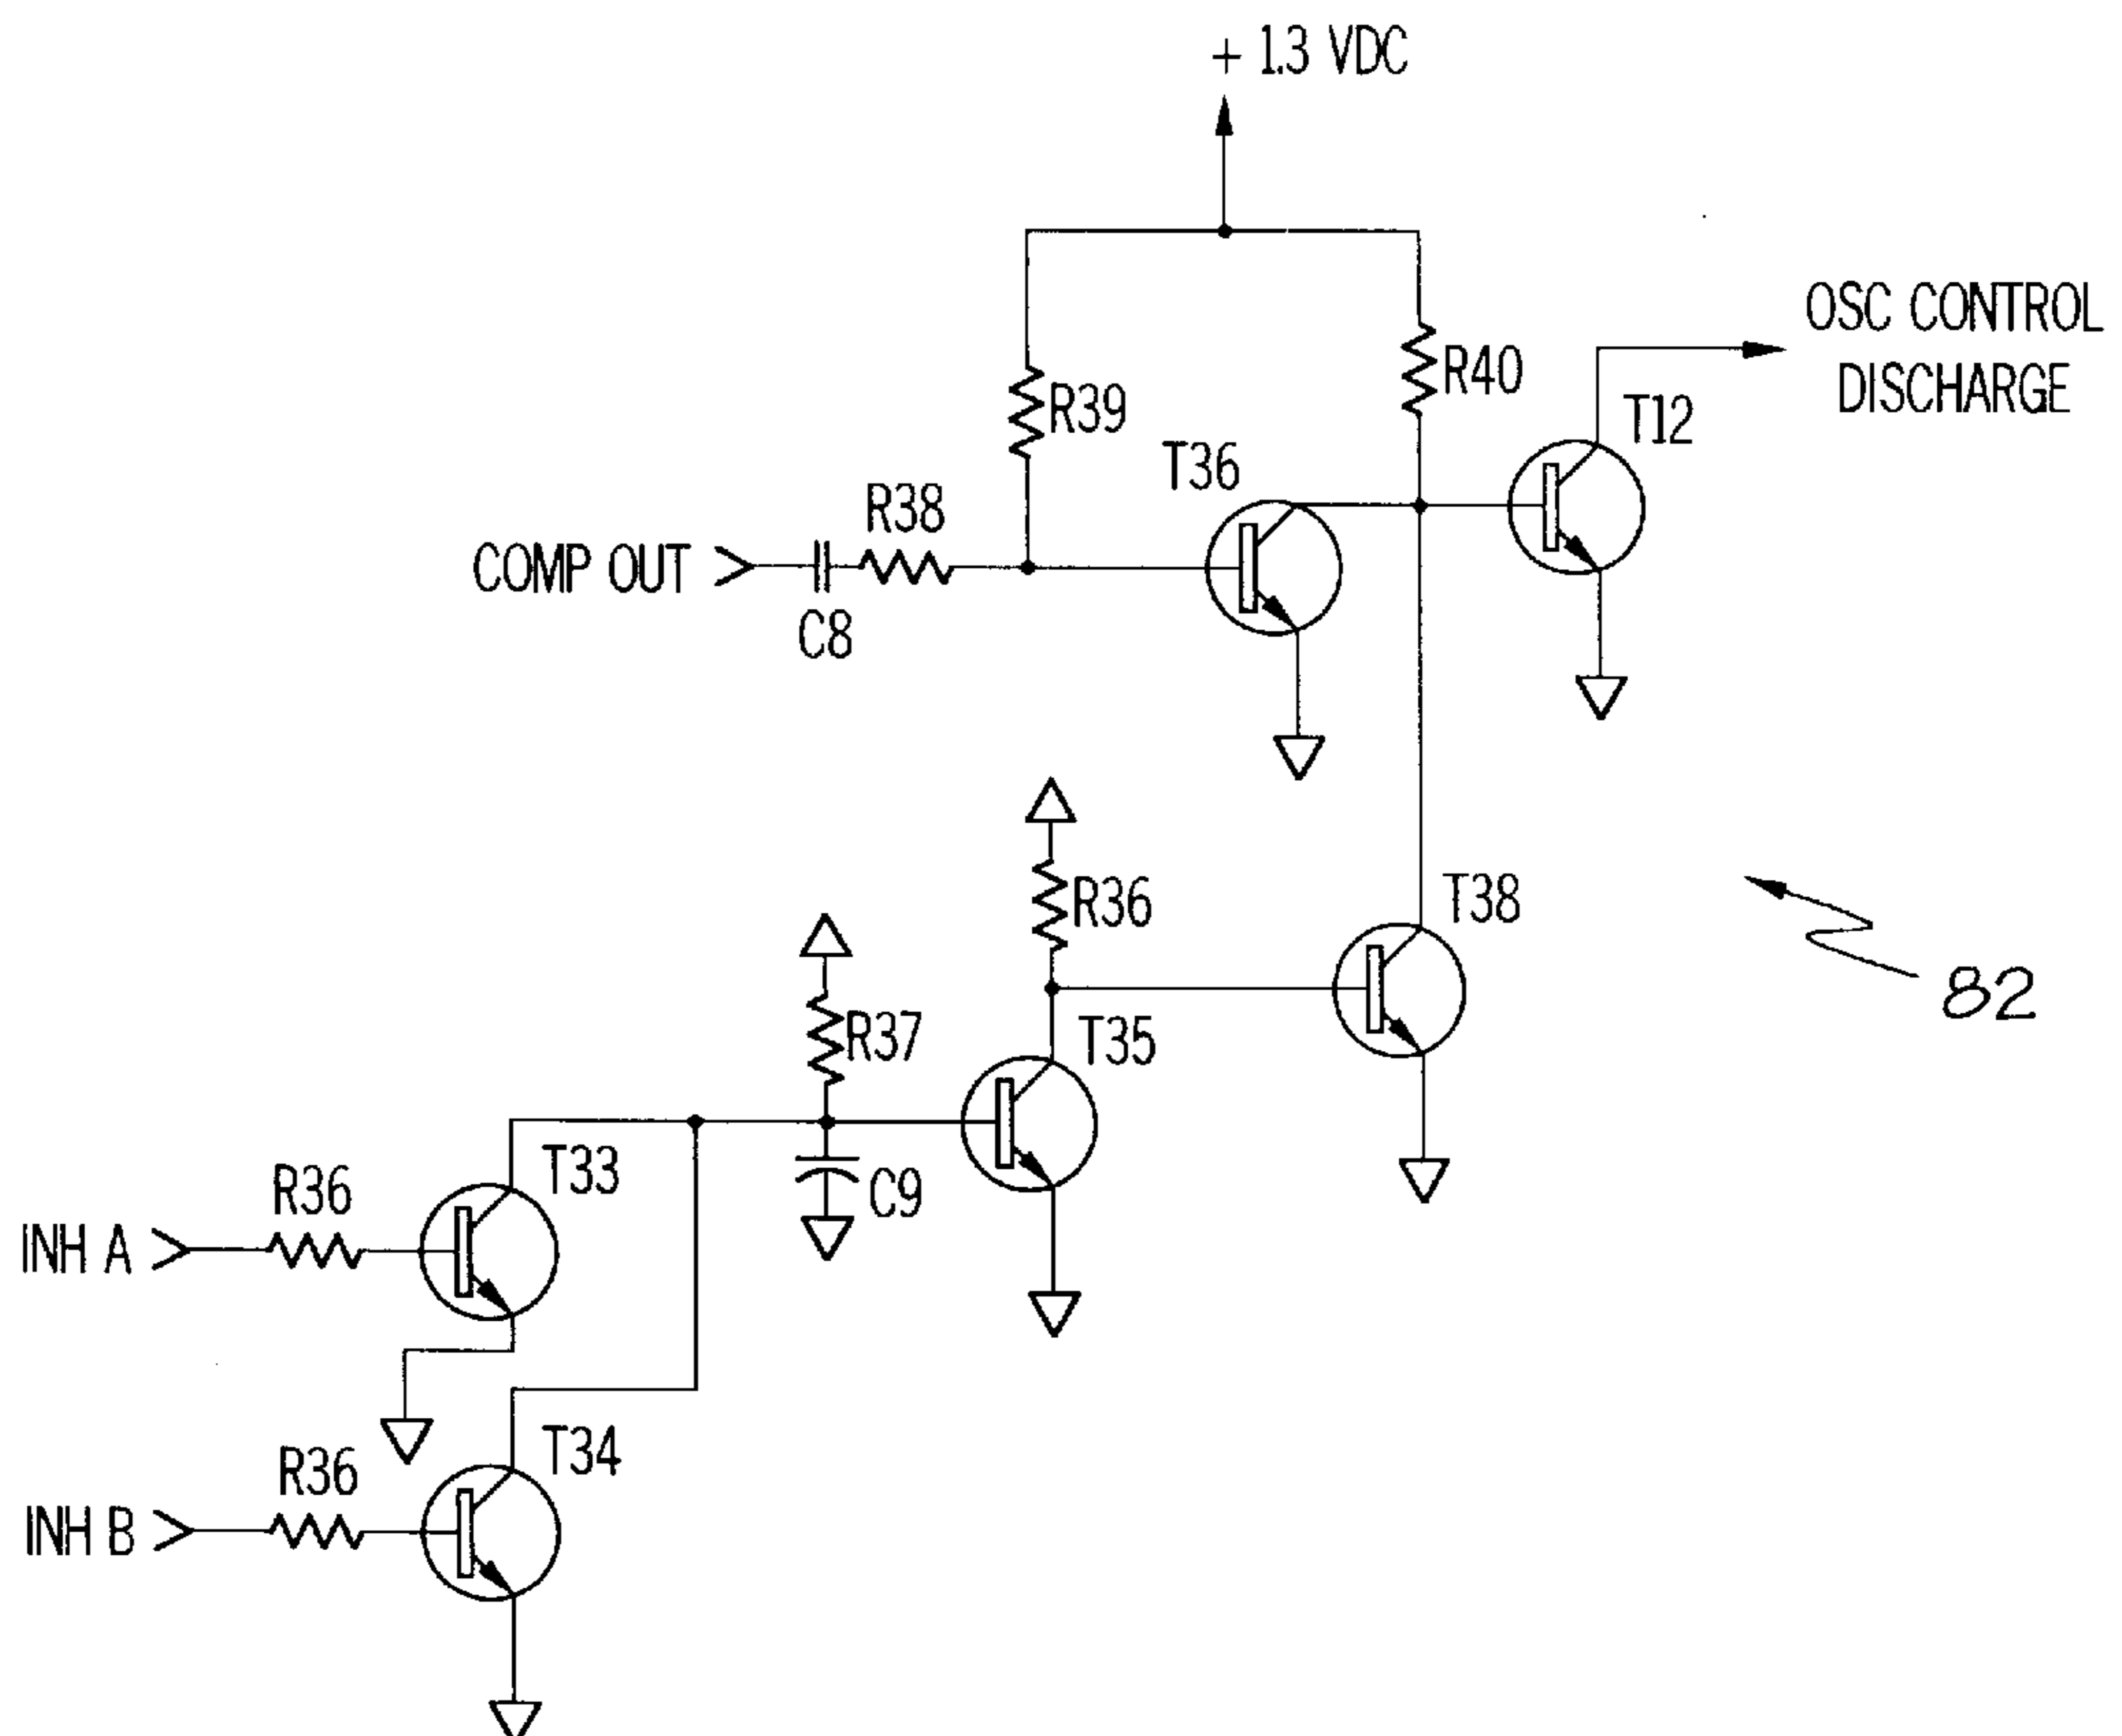 + 1.3 VDC
OSC CONTROL
DISCHARGE
R40
T12
R39
T36
R38
COMP OUT
C8
R36
T38
82
R37
T35
T33
C9
R36
INH A
T34
R36
INH B